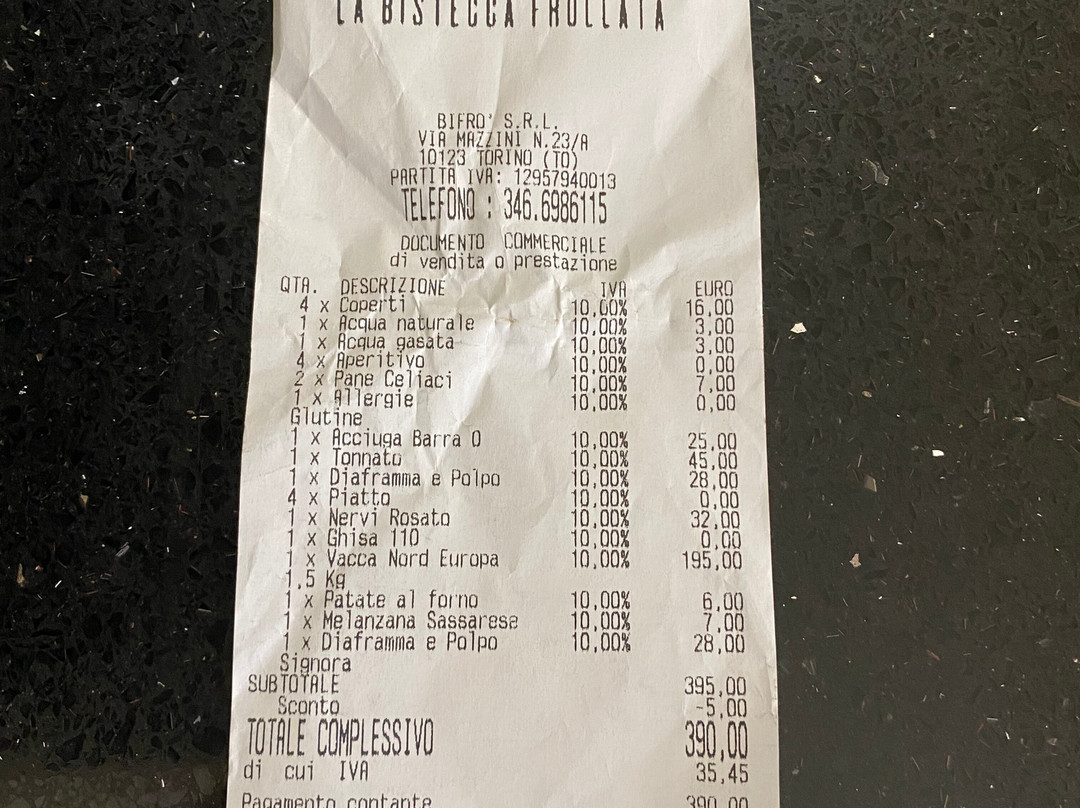 LA BISTECCA FROLLATA
BIFRO' S.R.L.
VIA MAZZINI N.23/A
10123 TORINO (TO)
PARTITA IVA: 12957940013
TELEFONO : 346.6986115
DOCUMENTO COMMERCIALE
di vendita o prestazione
QTA. DESCRIZIONE IVA EURO
4 x Coperti 10,00% 16,00
1 x Acqua naturale 10,00% 3,00
1 x Acqua gasata 10,00% 3,00
4 x Aperitivo 10,00% 0,00
2 x Pane Celiaci 10,00% 7,00
1 x Allergie 10,00% 0,00
Glutine
1 x Acciuga Barra 0 10,00% 25,00
1 x Tonnato 10,00% 45,00
1 x Diaframma e Polpo 10,00% 28,00
4 x Piatto 10,00% 0,00
1 x Nervi Rosato 10,00% 32,00
1 x Ghisa 110 10,00% 0,00
1 x Vacca Nord Europa 10,00% 195,00
1,5 Kg
1 x Patate al forno 10,00% 6,00
1 x Melanzana Sassarese 10,00% 7,00
1 x Diaframma e Polpo 10,00% 28,00
Signora
SUBTOTALE 395,00
Sconto -5,00
TOTALE COMPLESSIVO 390,00
di cui IVA 35,45
Pagamento contante 390,00